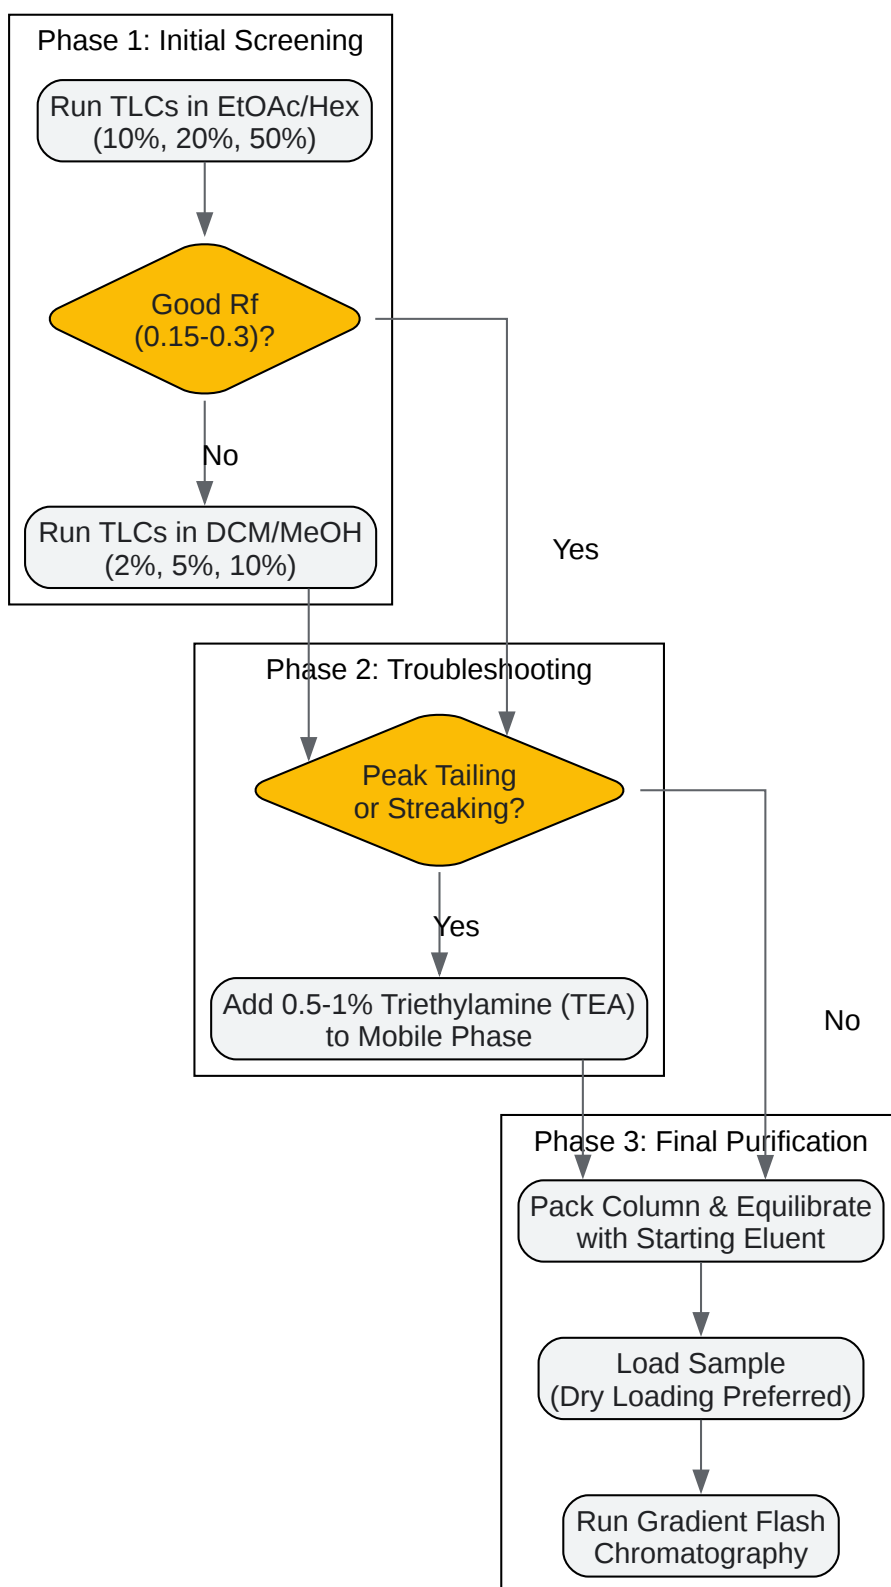 Phase 1: Initial Screening
Run TLCs in EtOAc/Hex
(10%, 20%, 50%)
Good Rf
(0.15-0.3)?
No
Run TLCs in DCM/MeOH
(2%, 5%, 10%)
Yes
Phase 2: Troubleshooting
Peak Tailing
or Streaking?
Yes
Add 0.5-1% Triethylamine (TEA)
to Mobile Phase
No
Phase 3: Final Purification
Pack Column & Equilibrate
with Starting Eluent
Load Sample
(Dry Loading Preferred)
Run Gradient Flash
Chromatography